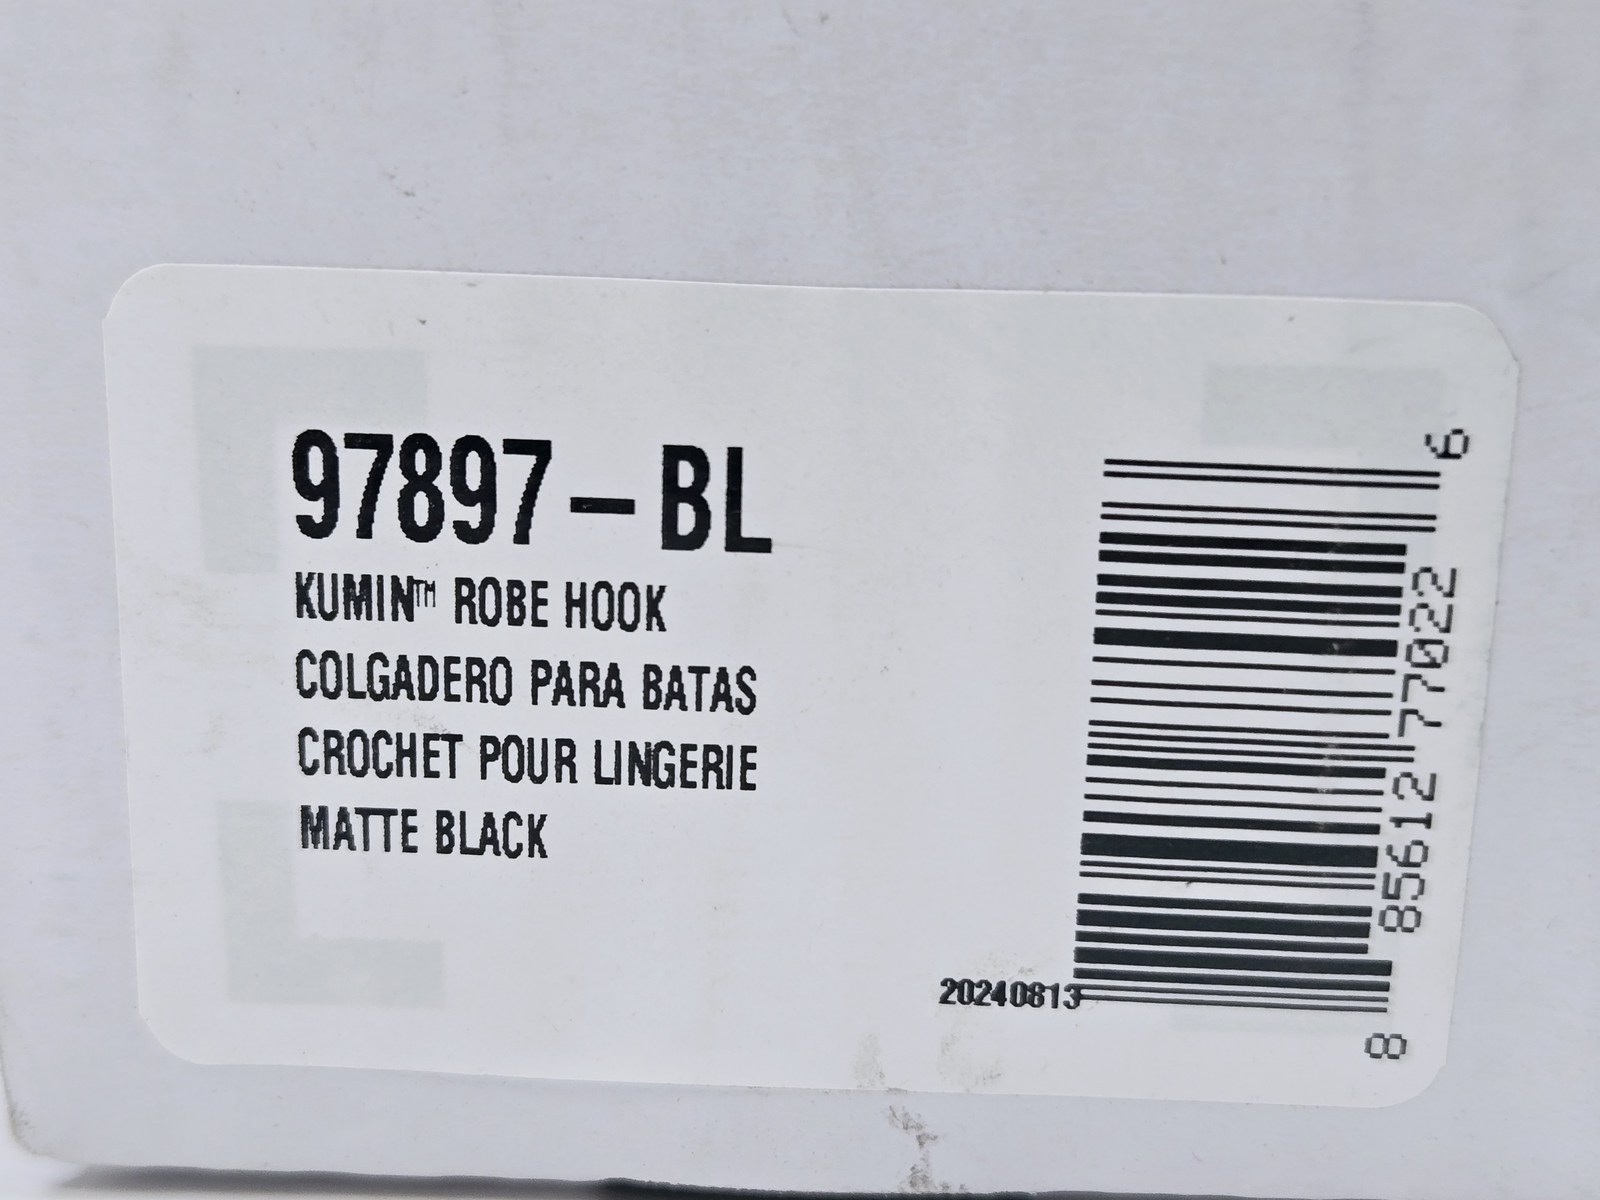 97897-BL
KUMIN™ ROBE HOOK
COLGADERO PARA BATAS
CROCHET POUR LINGERIE
MATTE BLACK
20240813
8 85612 77022 6